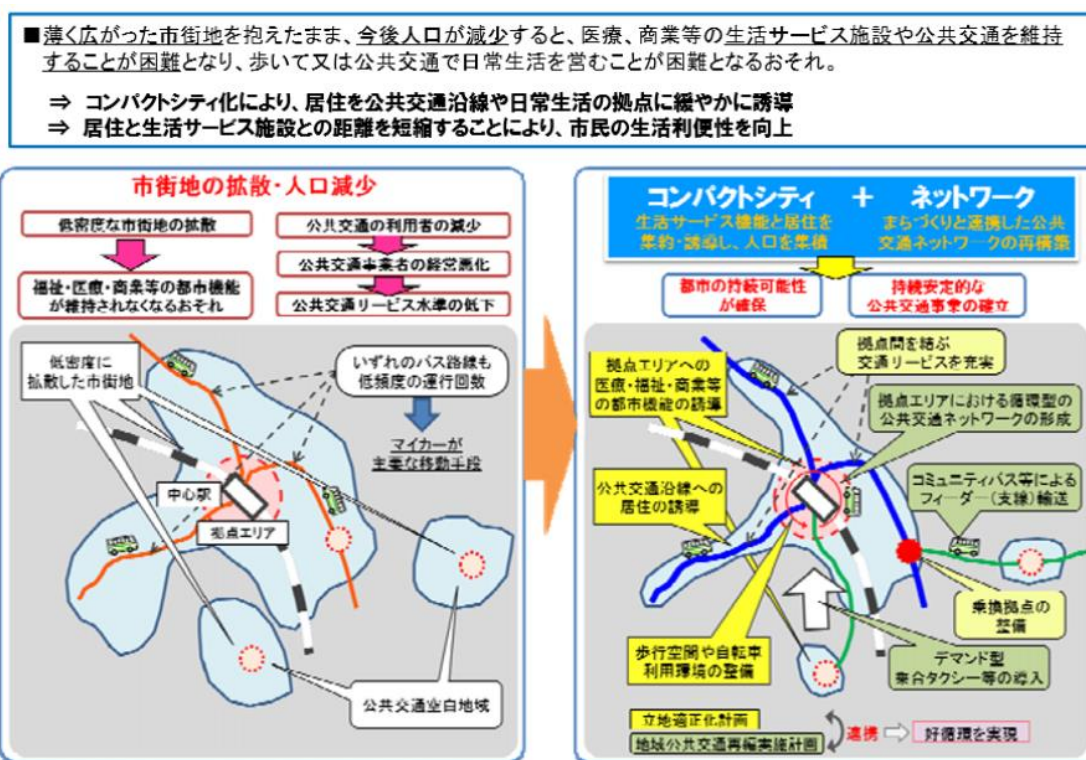 ■薄く広がった市街地を抱えたまま、今後人口が減少すると、医療、商業等の生活サービス施設や公共交通を維持
することが困難となり、歩いて又は公共交通で日常生活を営むことが困難となるおそれ。
⇒ コンパクトシティ化により、居住を公共交通沿線や日常生活の拠点に緩やかに誘導
⇒ 居住と生活サービス施設との距離を短縮することにより、市民の生活利便性を向上
市街地の拡散・人口減少
低密度な市街地の拡散
福祉・医療・商業等の都市機能
が維持されなくなるおそれ
公共交通の利用者の減少
公共交通事業者の経営悪化
公共交通サービス水準の低下
低密度に
拡散した市街地
いずれのバス路線も
低頻度の運行回数
マイカーが
主要な移動手段
中心駅
拠点エリア
公共交通空白地域
コンパクトシティ + ネットワーク
生活サービス機能と居住を
集約・誘導し、人口を集積
まちづくりと連携した公共
交通ネットワークの再構築
都市の持続可能性
が確保
持続安定的な
公共交通事業の確立
拠点エリアへの
医療・福祉・商業等
の都市機能の誘導
拠点間を結ぶ
交通サービスを充実
拠点エリアにおける循環型の
公共交通ネットワークの形成
公共交通沿線への
居住の誘導
コミュニティバス等による
フィーダー(支線)輸送
乗換拠点の
整備
歩行空間や自転車
利用環境の整備
デマンド型
乗合タクシー等の導入
立地適正化計画
地域公共交通再編実施計画
連携
好循環を実現